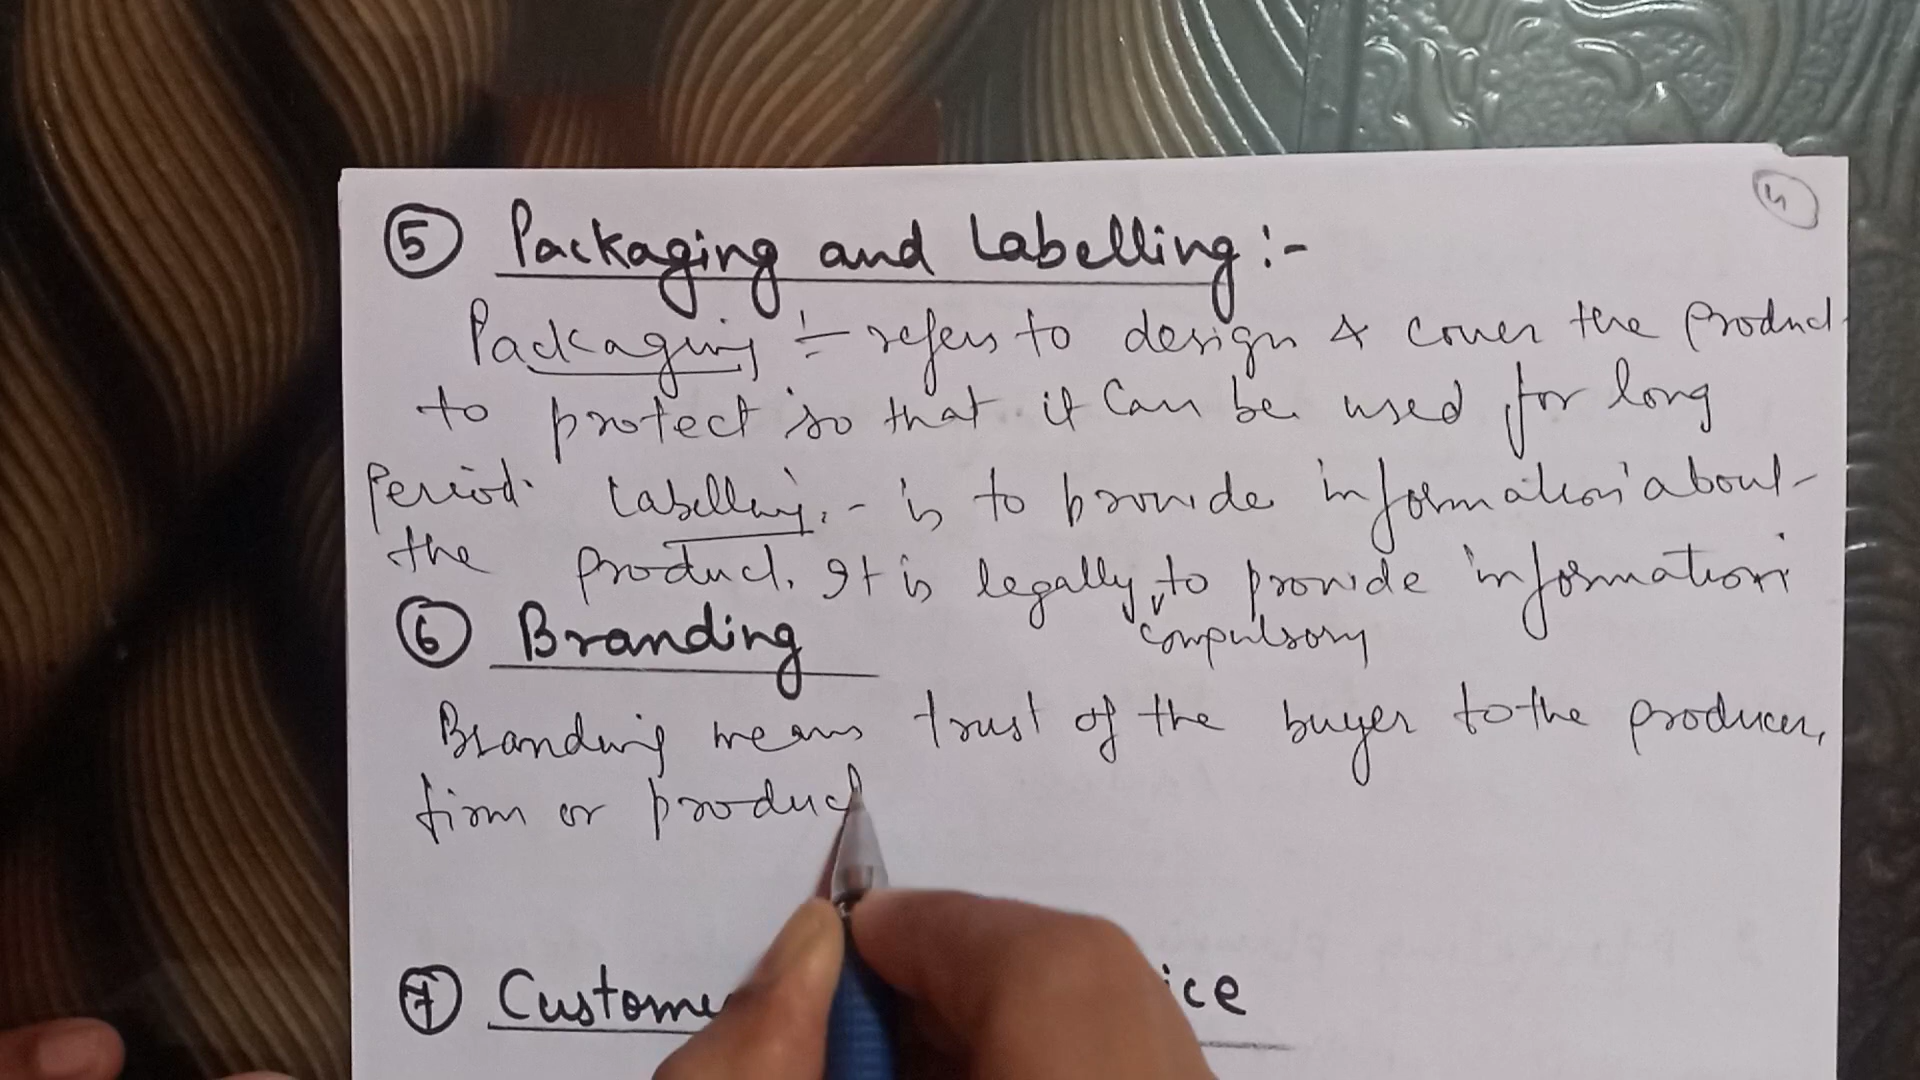 4
⑤ Packaging and Labelling :-
Packaging :- refers to design & cover the product
to protect so that it can be used for long
Period. Labelling :- is to provide information about
the product. It is legally to provide information
compulsory
⑥ Branding
Branding means trust of the buyer to the producer,
firm or product
⑦ Custome ice